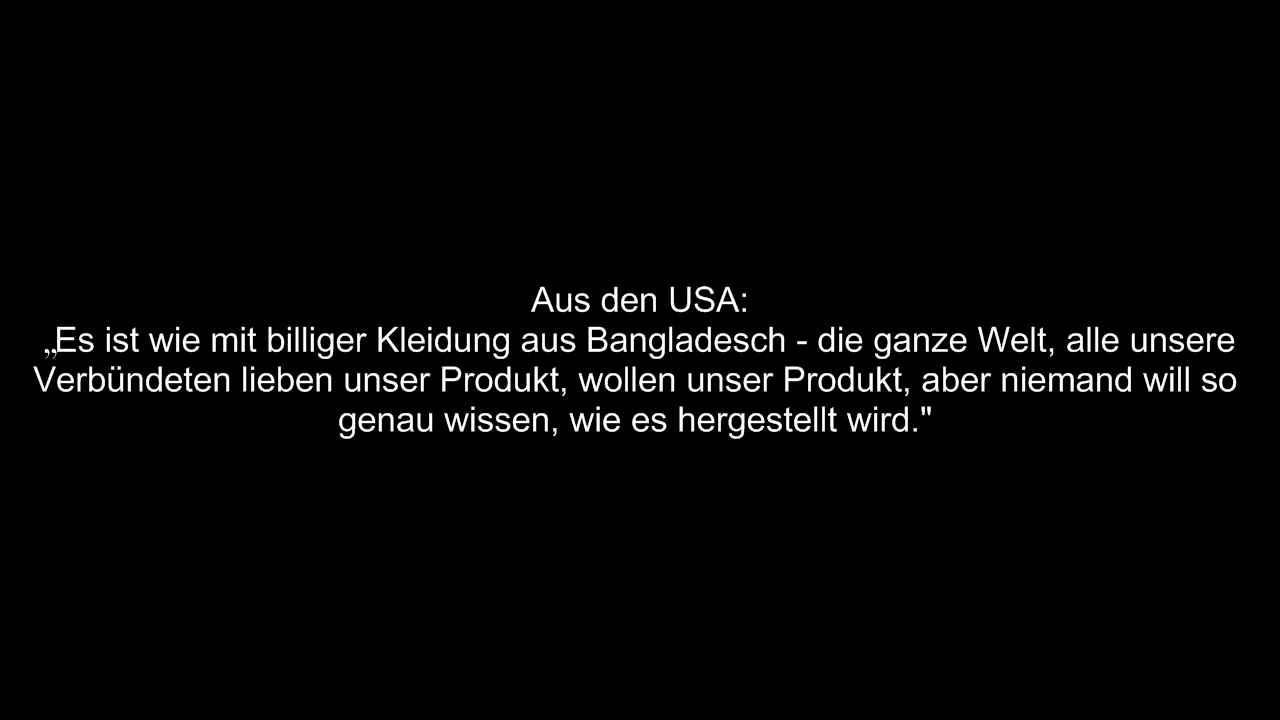 Aus den USA:
„Es ist wie mit billiger Kleidung aus Bangladesch - die ganze Welt, alle unsere
Verbündeten lieben unser Produkt, wollen unser Produkt, aber niemand will so
genau wissen, wie es hergestellt wird."